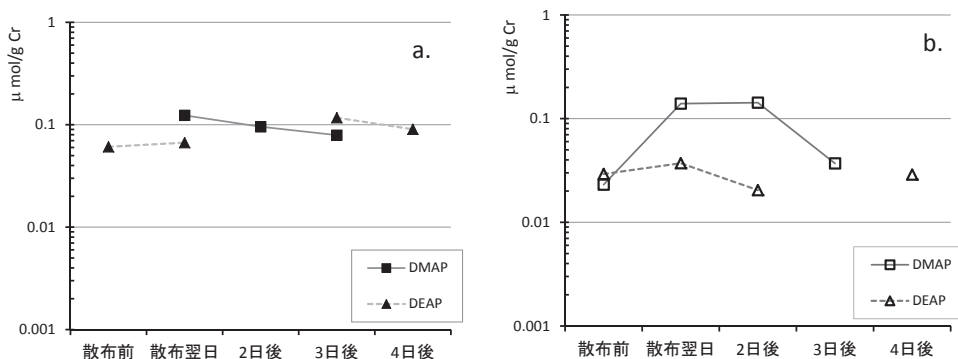 μ mol/g Cr
1
0.1
0.01
0.001
a.
DMAP
DEAP
散布前 散布翌日 2日後 3日後 4日後
μ mol/g Cr
1
0.1
0.01
0.001
b.
DMAP
DEAP
散布前 散布翌日 2日後 3日後 4日後